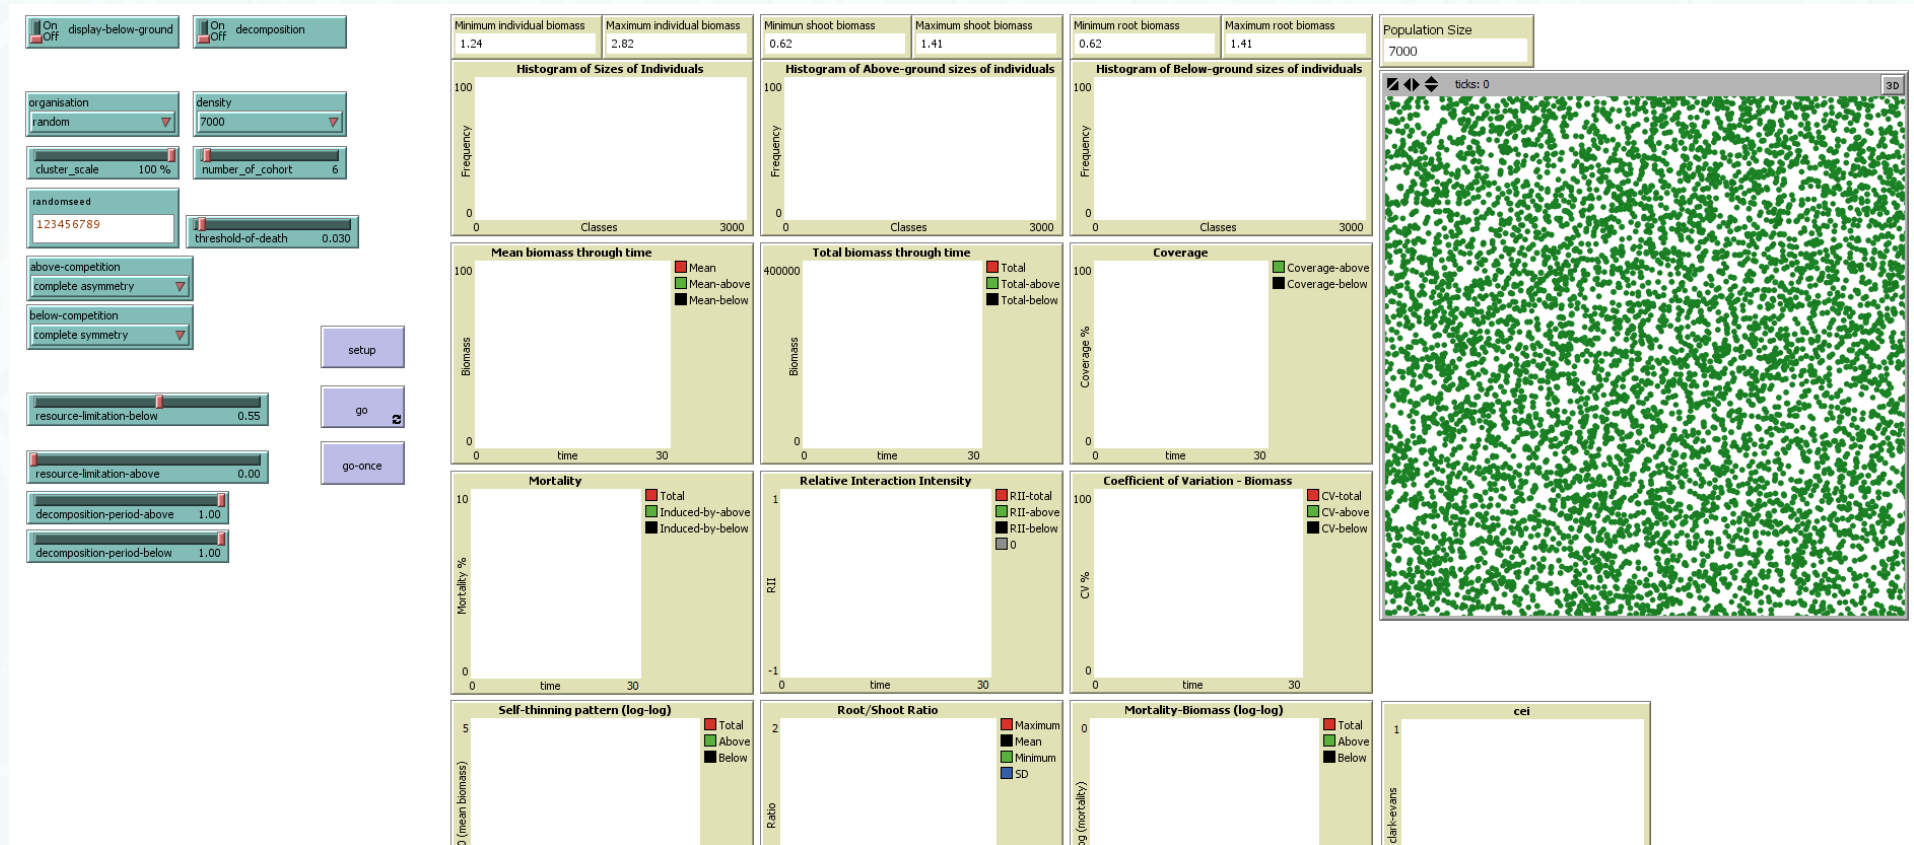 On
Off
display-below-ground
On
Off
decomposition
organisation
random
density
7000
cluster_scale 100 %
number_of_cohort 6
randomseed
123456789
threshold-of-death 0.030
above-competition
complete asymmetry
below-competition
complete symmetry
setup
go
go-once
resource-limitation-below 0.55
resource-limitation-above 0.00
decomposition-period-above 1.00
decomposition-period-below 1.00
Minimum individual biomass
1.24
Maximum individual biomass
2.82
Minimun shoot biomass
0.62
Maximum shoot biomass
1.41
Minimum root biomass
0.62
Maximum root biomass
1.41
Population Size
7000
Histogram of Sizes of Individuals
100
Frequency
0
0 Classes 3000
Histogram of Above-ground sizes of individuals
100
Frequency
0
0 Classes 3000
Histogram of Below-ground sizes of individuals
100
Frequency
0
0 Classes 3000
ticks: 0
3D
Mean biomass through time
100
Biomass
0
0 time 30
Mean
Mean-above
Mean-below
Total biomass through time
400000
Biomass
0
0 time 30
Total
Total-above
Total-below
Coverage
100
Coverage %
0
0 time 30
Coverage-above
Coverage-below
Mortality
10
Mortality %
0
0 time 30
Total
Induced-by-above
Induced-by-below
Relative Interaction Intensity
1
RII
-1
0 time 30
RII-total
RII-above
RII-below
0
Coefficient of Variation - Biomass
100
CV %
0
0 time 30
CV-total
CV-above
CV-below
Self-thinning pattern (log-log)
5
(mean biomass)
Total
Above
Below
Root/Shoot Ratio
2
Ratio
Maximum
Mean
Minimum
SD
Mortality-Biomass (log-log)
0
(mortality)
Total
Above
Below
cei
1
clark-evans